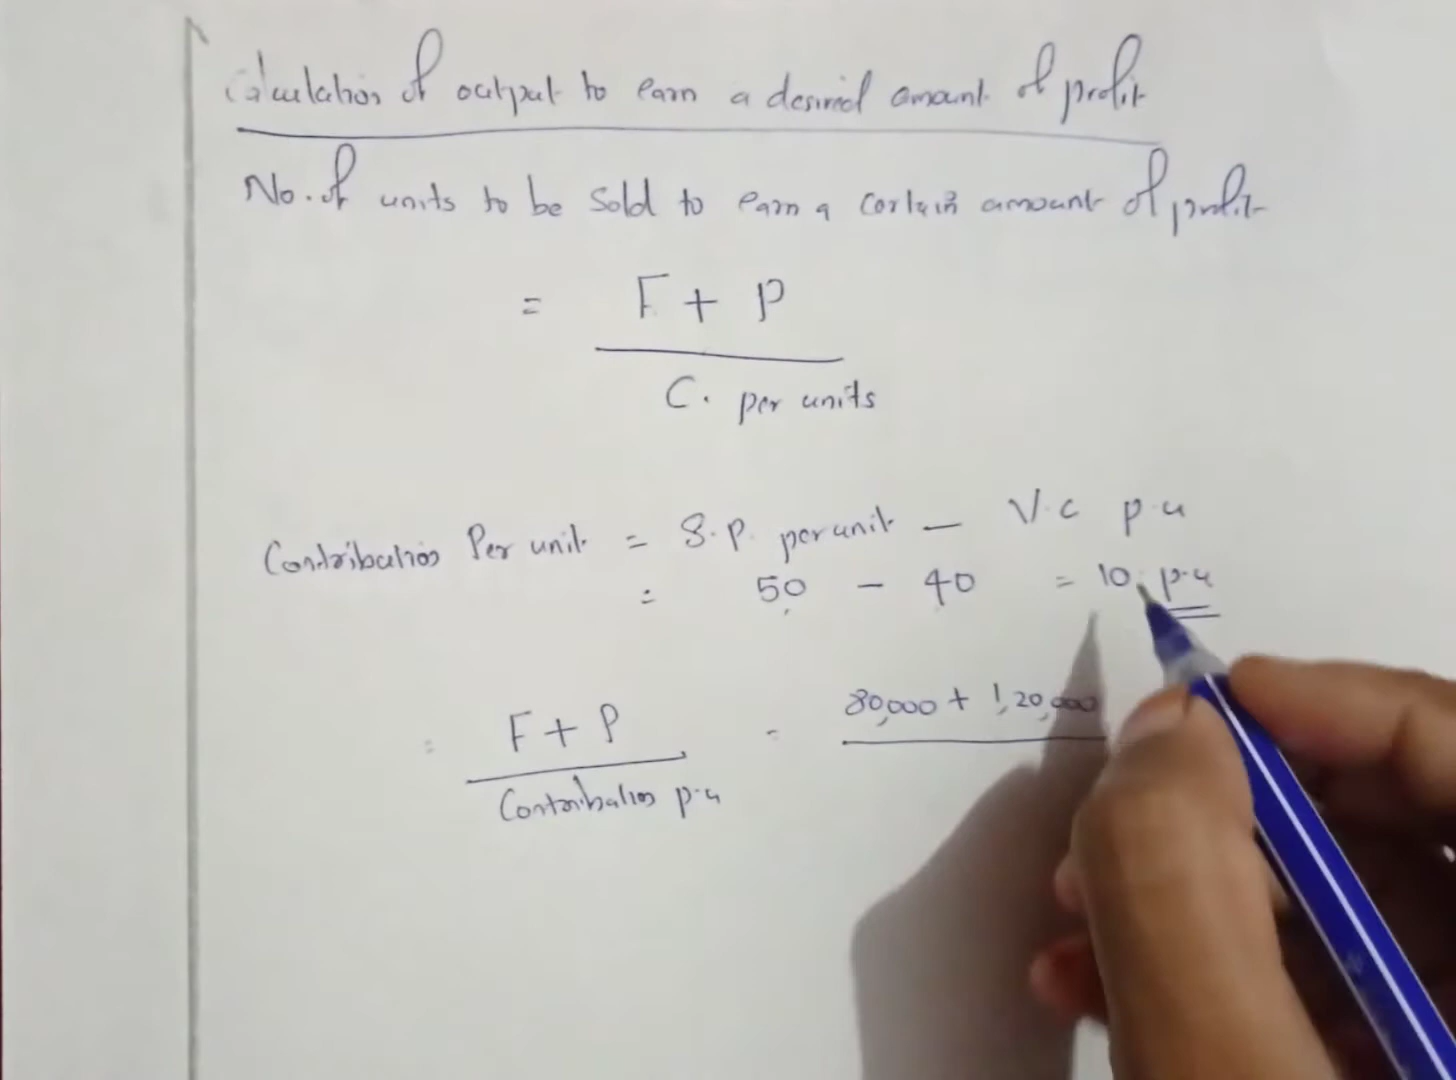 Calculation of output to earn a desired amount of profit
No. of units to be sold to earn a certain amount of profit
= F + P
C. per units
Contribution Per unit = S.P. per unit — V.C p.u
= 50 - 40 = 10 p.u
= F + P = 80,000 + 1,20,000
Contribution p.u